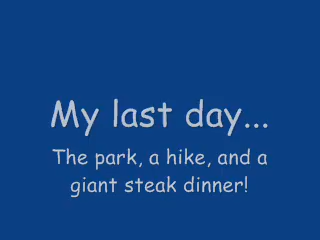 My last day...
The park, a hike, and a
giant steak dinner!